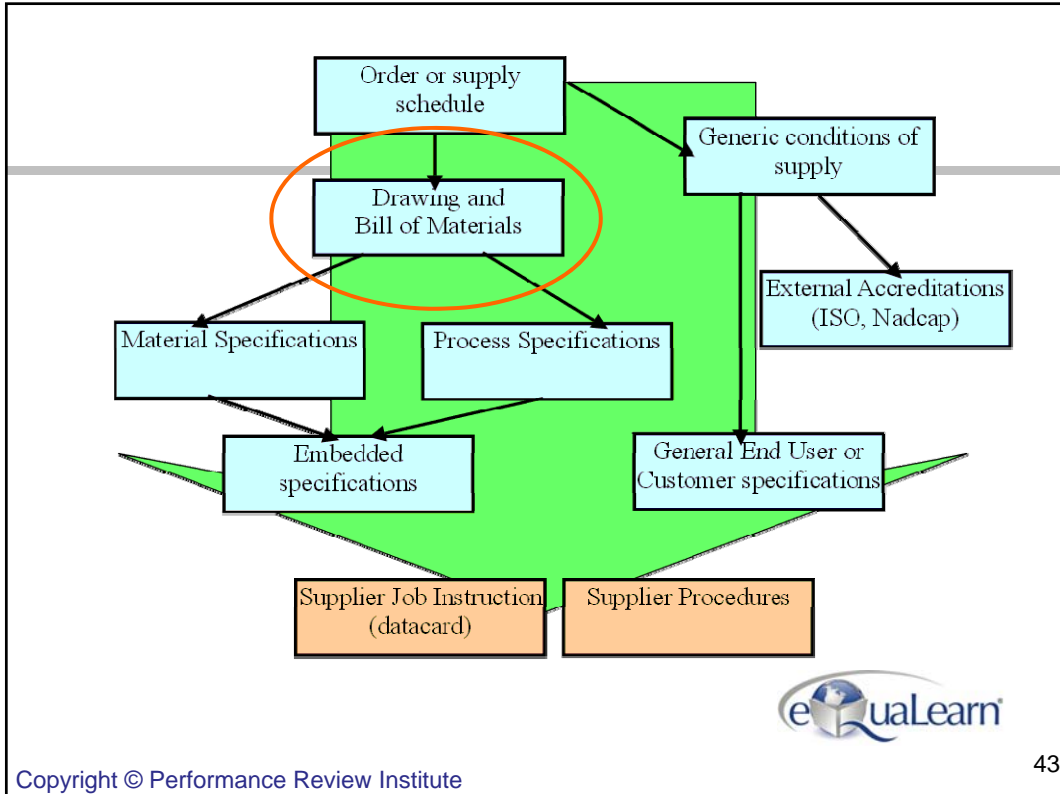 Order or supply
schedule
Generic conditions of
supply
Drawing and
Bill of Materials
External Accreditations
(ISO, Nadcap)
Material Specifications
Process Specifications
Embedded
specifications
General End User or
Customer specifications
Supplier Job Instruction
(datacard)
Supplier Procedures
eQuaLearn
Copyright © Performance Review Institute
43